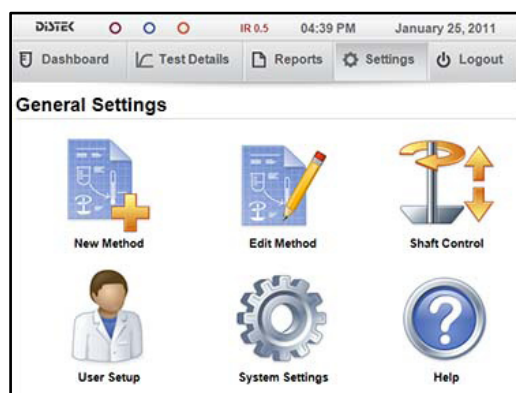 DiSTEK IR 0.5 04:39 PM January 25, 2011
Dashboard Test Details Reports Settings Logout
General Settings
New Method Edit Method Shaft Control
User Setup System Settings Help